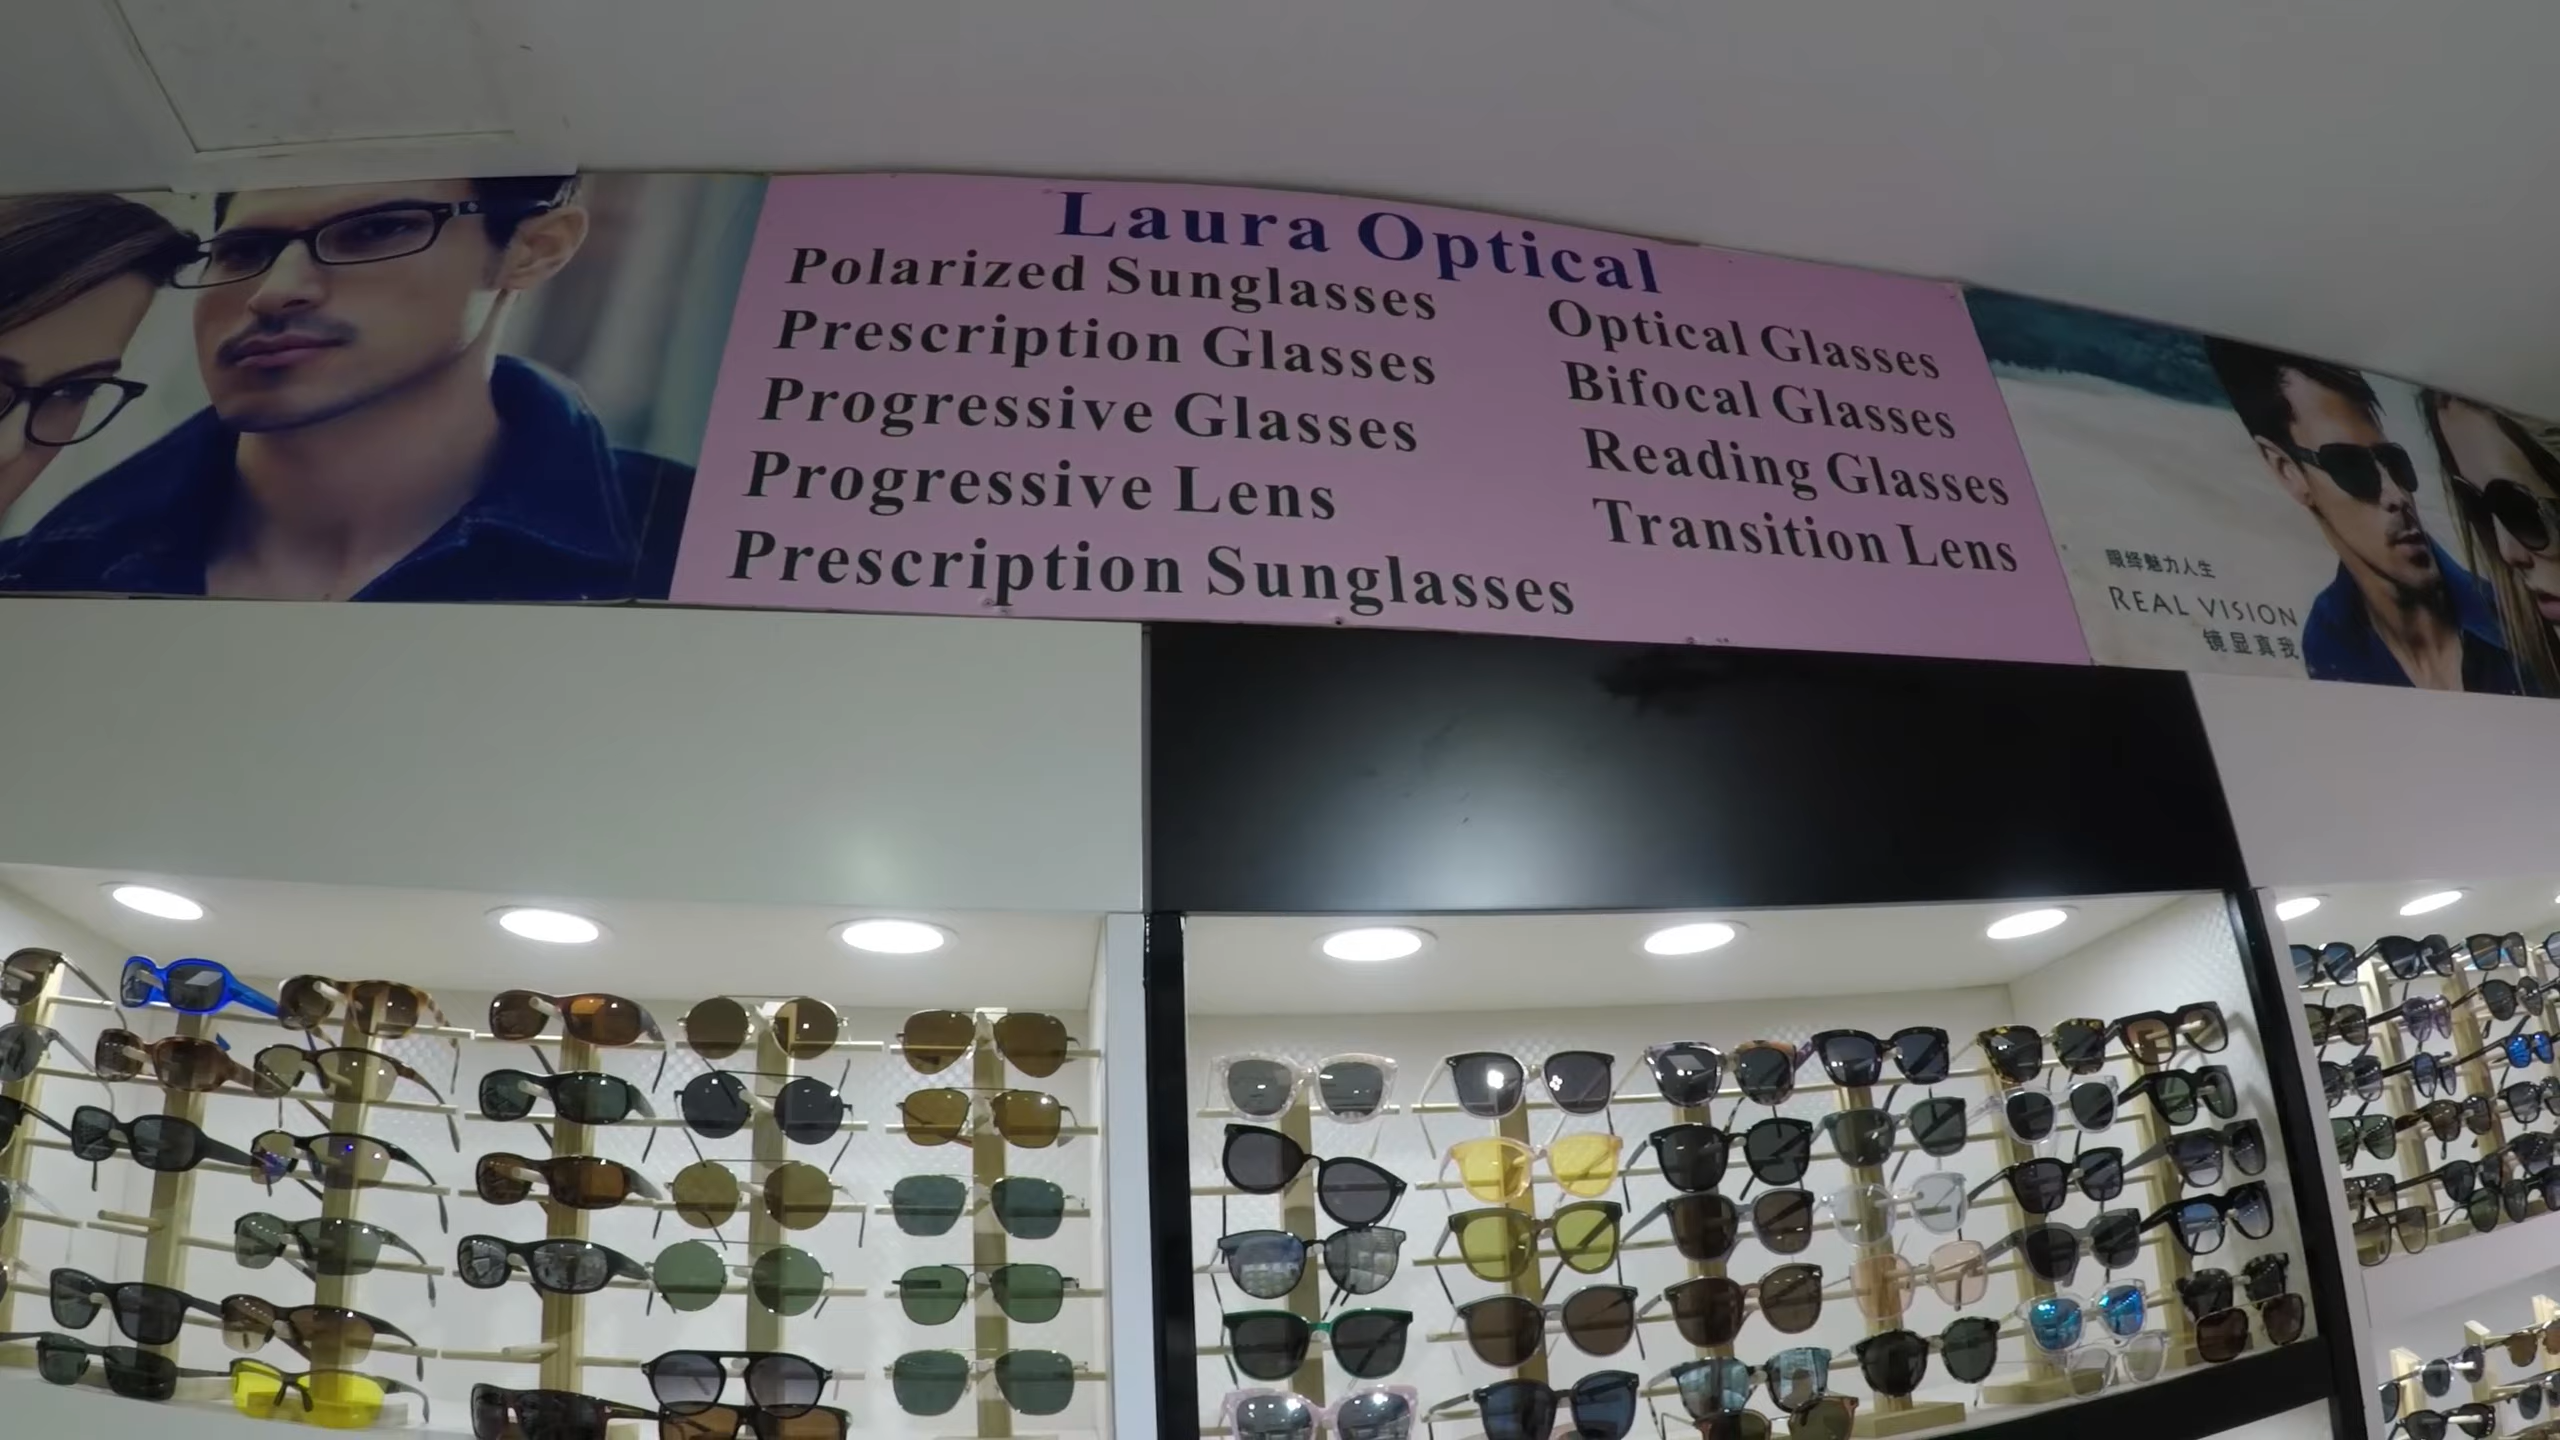 Laura Optical
Polarized Sunglasses
Prescription Glasses
Progressive Glasses
Progressive Lens
Prescription Sunglasses
Optical Glasses
Bifocal Glasses
Reading Glasses
Transition Lens
眼绎魅力人生
REAL VISION
镜显真我